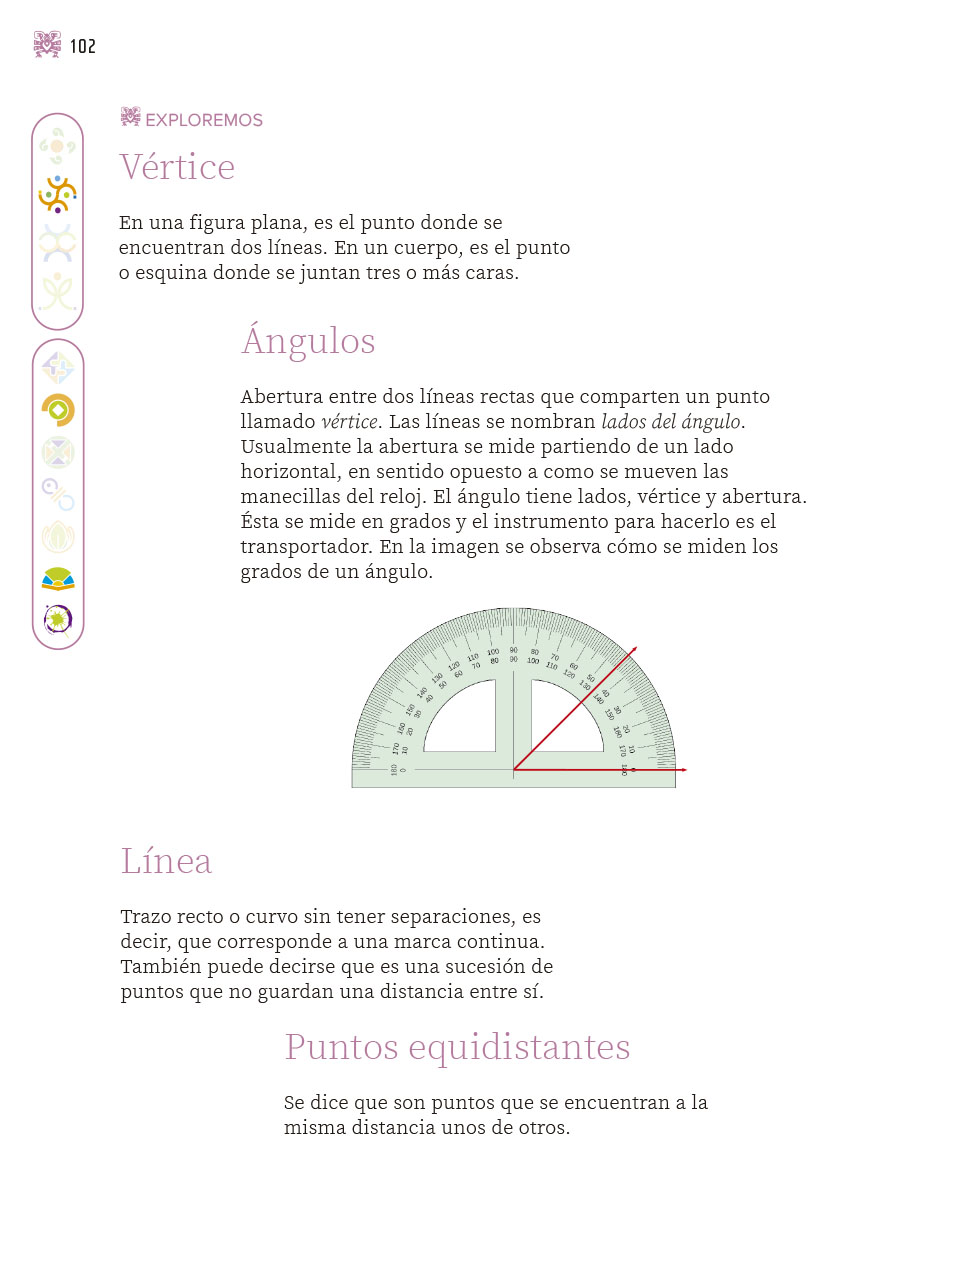 102
EXPLOREMOS
Vértice
En una figura plana, es el punto donde se
encuentran dos líneas. En un cuerpo, es el punto
o esquina donde se juntan tres o más caras.
Ángulos
Abertura entre dos líneas rectas que comparten un punto
llamado vértice. Las líneas se nombran lados del ángulo.
Usualmente la abertura se mide partiendo de un lado
horizontal, en sentido opuesto a como se mueven las
manecillas del reloj. El ángulo tiene lados, vértice y abertura.
Ésta se mide en grados y el instrumento para hacerlo es el
transportador. En la imagen se observa cómo se miden los
grados de un ángulo.
180 170 160 150 140 130 120 110 100 90 80 70 60 50 40 30 20 10 0
0 10 20 30 40 50 60 70 80 90 100 110 120 130 140 150 160 170 180
Línea
Trazo recto o curvo sin tener separaciones, es
decir, que corresponde a una marca continua.
También puede decirse que es una sucesión de
puntos que no guardan una distancia entre sí.
Puntos equidistantes
Se dice que son puntos que se encuentran a la
misma distancia unos de otros.